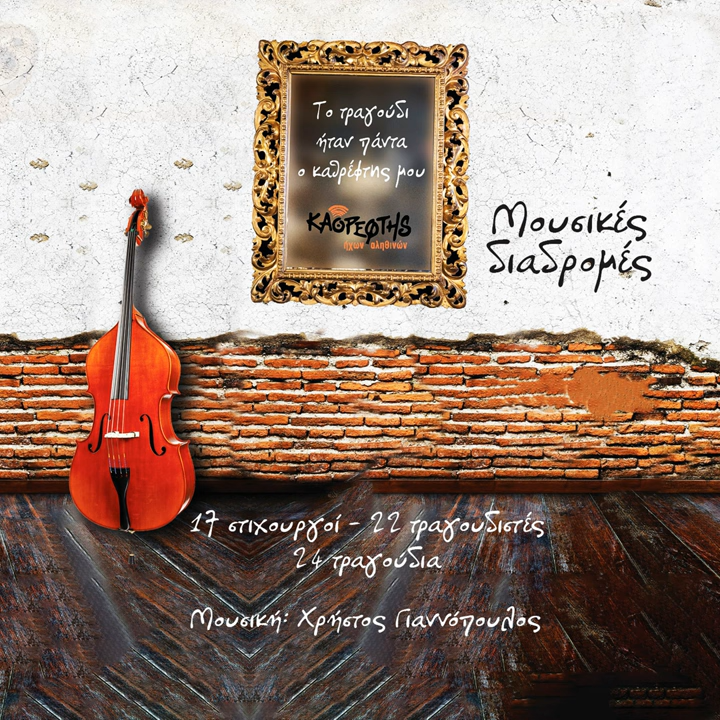 Το τραγούδι
ήταν πάντα
ο καθρέφτης μου
ΚΑΘΡΕΦΤΗΣ
ήχων αληθινών
Μουσικές
διαδρομές
17 στιχουργοί - 22 τραγουδιστές
24 τραγούδια
Μουσική: Χρήστος Γιαννόπουλος